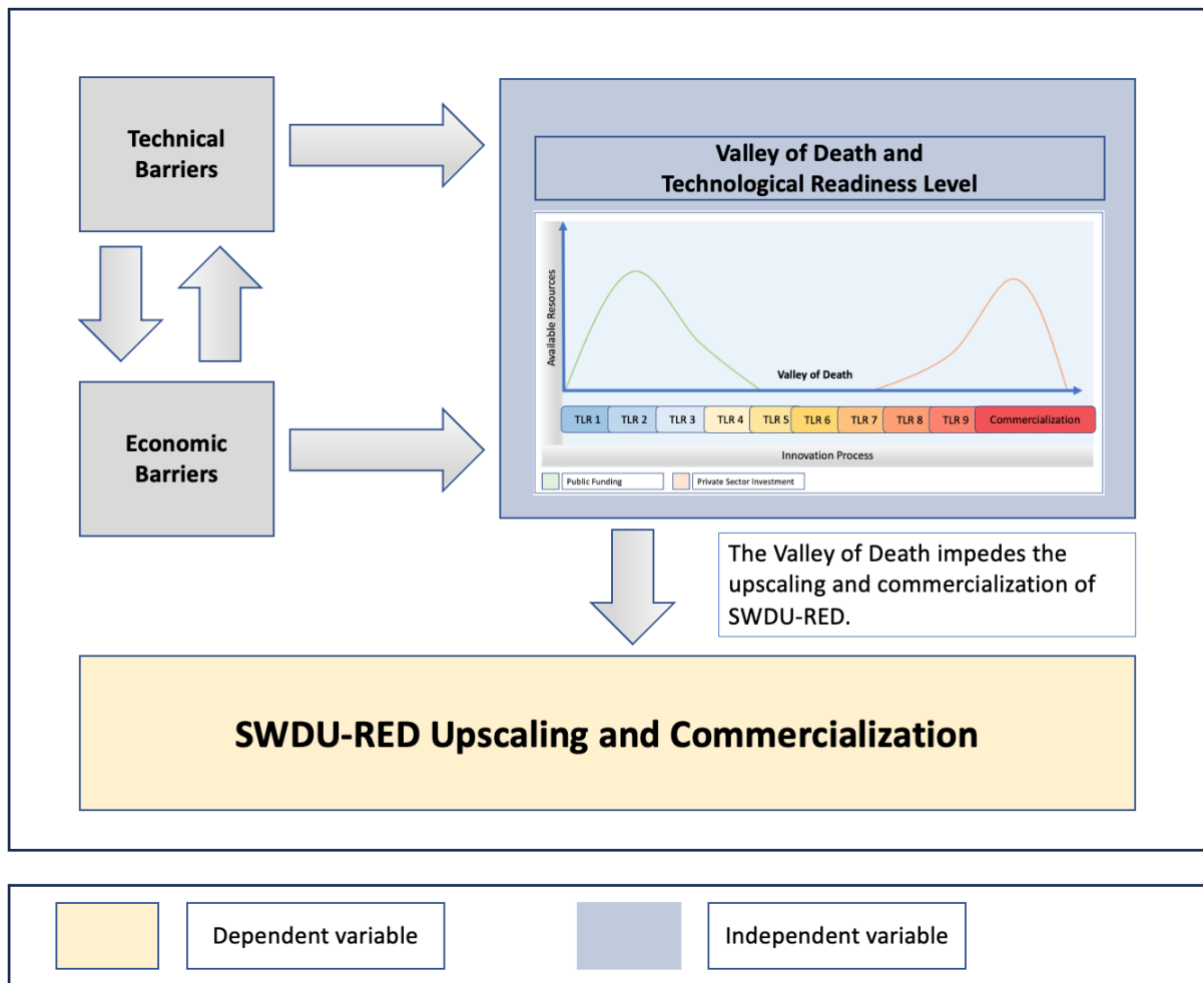 Technical
Barriers
Valley of Death and
Technological Readiness Level
Available Resources
Valley of Death
TLR 1 TLR 2 TLR 3 TLR 4 TLR 5 TLR 6 TLR 7 TLR 8 TLR 9 Commercialization
Innovation Process
Public Funding Private Sector Investment
Economic
Barriers
The Valley of Death impedes the
upscaling and commercialization of
SWDU-RED.
SWDU-RED Upscaling and Commercialization
Dependent variable Independent variable